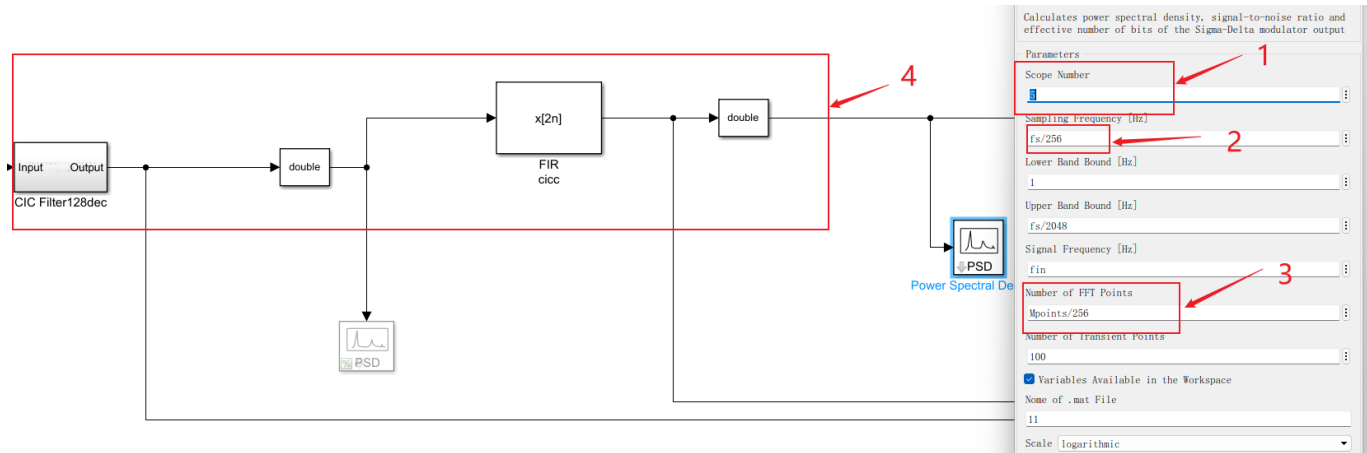 Calculates power spectral density, signal-to-noise ratio and
effective number of bits of the Sigma-Delta modulator output
Parameters
1
Scope Number
5
Sampling Frequency [Hz]
fs/256
2
Lower Band Bound [Hz]
1
Upper Band Bound [Hz]
fs/2048
Signal Frequency [Hz]
fin
3
Number of FFT Points
Mpoints/256
Number of Transient Points
100
Variables Available in the Workspace
Nome of .mat File
11
Scale logarithmic
4
Input Output
CIC Filter128dec
double
x[2n]
FIR
cicc
double
PSD
PSD
Power Spectral De